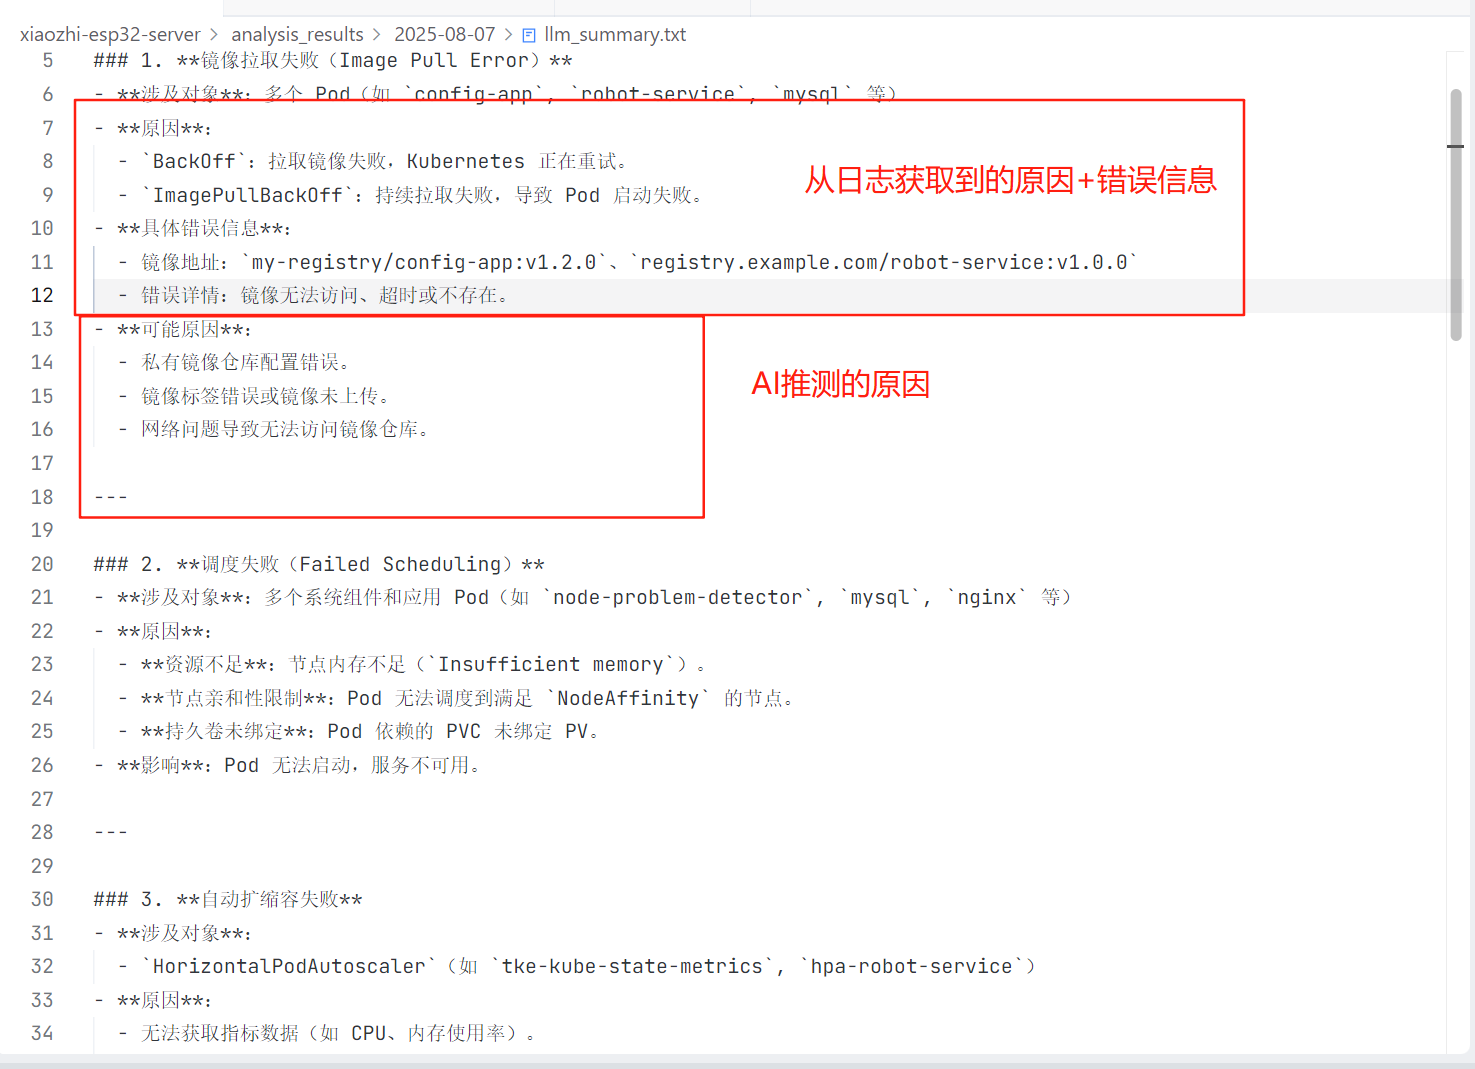 xiaozhi-esp32-server > analysis_results > 2025-08-07 > llm_summary.txt
5 ### 1. **镜像拉取失败（Image Pull Error）**
6 - **涉及对象**: 多个 Pod（如 `config-app`, `robot-service`, `mysql` 等）
7 - **原因**:
8 - `BackOff`: 拉取镜像失败，Kubernetes 正在重试。
9 - `ImagePullBackOff`: 持续拉取失败，导致 Pod 启动失败。
从日志获取到的原因+错误信息
10 - **具体错误信息**:
11 - 镜像地址: `my-registry/config-app:v1.2.0`、`registry.example.com/robot-service:v1.0.0`
12 - 错误详情: 镜像无法访问、超时或不存在。
13 - **可能原因**:
14 - 私有镜像仓库配置错误。
AI推测的原因
15 - 镜像标签错误或镜像未上传。
16 - 网络问题导致无法访问镜像仓库。
17
18 ---
19
20 ### 2. **调度失败（Failed Scheduling）**
21 - **涉及对象**: 多个系统组件和应用 Pod（如 `node-problem-detector`, `mysql`, `nginx` 等）
22 - **原因**:
23 - **资源不足**: 节点内存不足（`Insufficient memory`）。
24 - **节点亲和性限制**: Pod 无法调度到满足 `NodeAffinity` 的节点。
25 - **持久卷未绑定**: Pod 依赖的 PVC 未绑定 PV。
26 - **影响**: Pod 无法启动，服务不可用。
27
28 ---
29
30 ### 3. **自动扩缩容失败**
31 - **涉及对象**:
32 - `HorizontalPodAutoscaler`（如 `tke-kube-state-metrics`, `hpa-robot-service`）
33 - **原因**:
34 - 无法获取指标数据（如 CPU、内存使用率）。